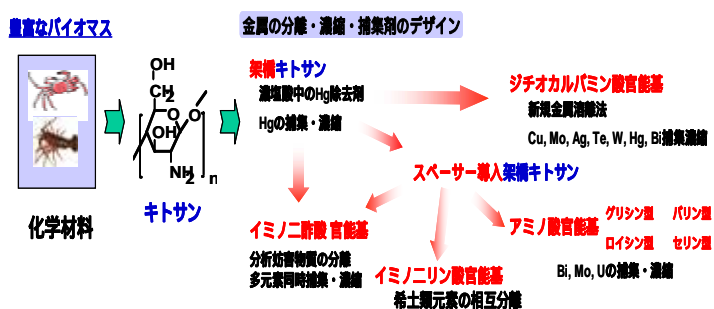 豊富なバイオマス
金属の分離・濃縮・捕集剤のデザイン
OH
CH2
O
O
OH
NH2
n
キトサン
化学材料
架橋キトサン
濃塩酸中のHg除去剤
Hgの捕集・濃縮
ジチオカルバミン酸官能基
新規金属溶離法
Cu, Mo, Ag, Te, W, Hg, Bi捕集濃縮
スペーサー導入架橋キトサン
イミノ二酢酸 官能基
分析妨害物質の分離
多元素同時捕集・濃縮
イミノニリン酸官能基
希土類元素の相互分離
アミノ酸官能基
グリシン型 バリン型
ロイシン型 セリン型
Bi, Mo, Uの捕集・濃縮